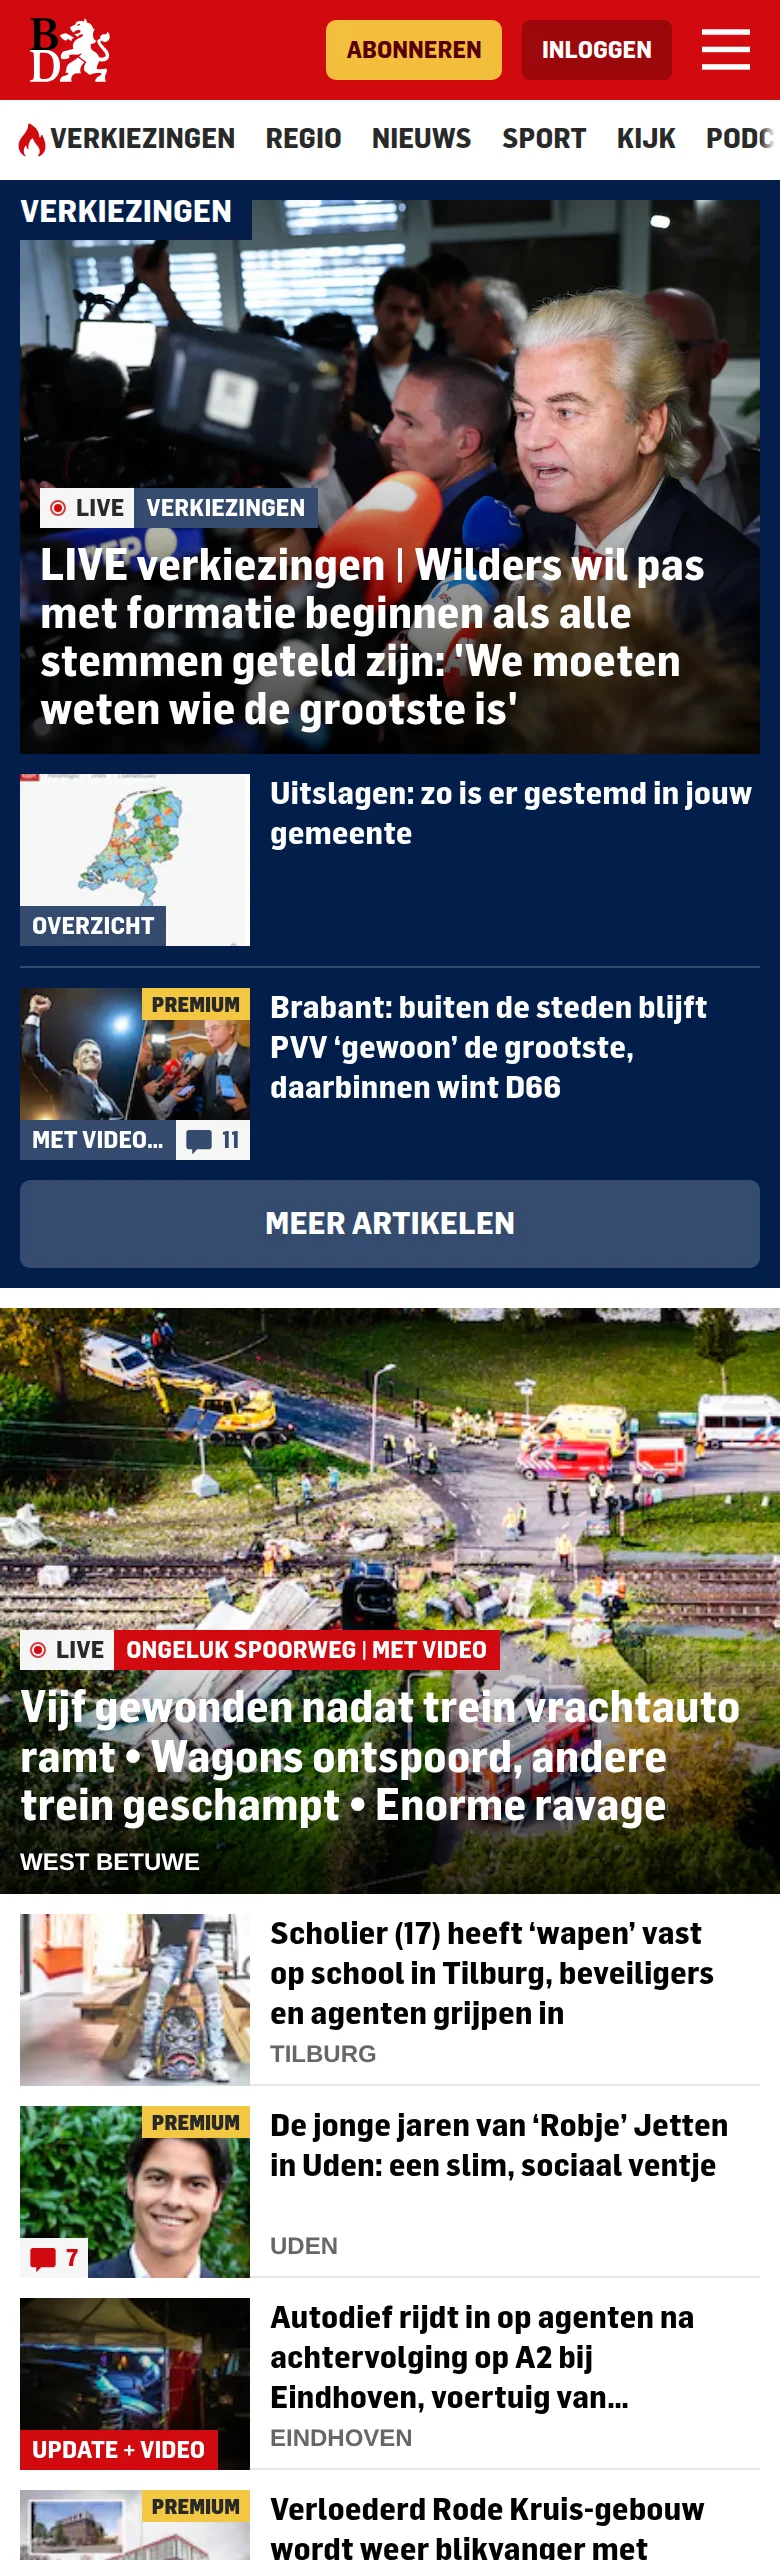 BD
ABONNEREN
INLOGGEN
VERKIEZINGEN
REGIO
NIEUWS
SPORT
KIJK
PODC
VERKIEZINGEN
LIVE
VERKIEZINGEN
LIVE verkiezingen | Wilders wil pas
met formatie beginnen als alle
stemmen geteld zijn: 'We moeten
weten wie de grootste is'
Uitslagen: zo is er gestemd in jouw
gemeente
OVERZICHT
PREMIUM
Brabant: buiten de steden blijft
PVV ‘gewoon’ de grootste,
daarbinnen wint D66
MET VIDEO...
11
MEER ARTIKELEN
LIVE
ONGELUK SPOORWEG | MET VIDEO
Vijf gewonden nadat trein vrachtauto
ramt • Wagons ontspoord, andere
trein geschampt • Enorme ravage
WEST BETUWE
Scholier (17) heeft ‘wapen’ vast
op school in Tilburg, beveiligers
en agenten grijpen in
TILBURG
PREMIUM
De jonge jaren van ‘Robje’ Jetten
in Uden: een slim, sociaal ventje
7
UDEN
Autodief rijdt in op agenten na
achtervolging op A2 bij
Eindhoven, voertuig van...
EINDHOVEN
UPDATE + VIDEO
PREMIUM
Verloederd Rode Kruis-gebouw
wordt weer blikvanger met